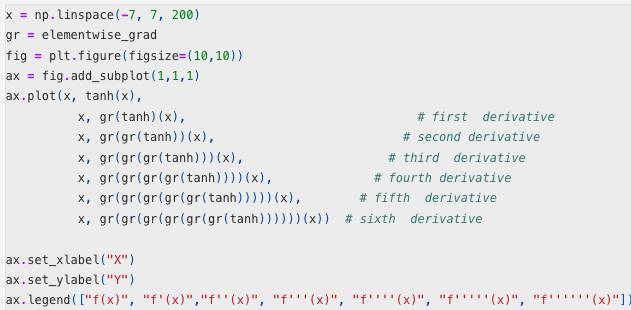 x = np.linspace(-7, 7, 200)
gr = elementwise_grad
fig = plt.figure(figsize=(10,10))
ax = fig.add_subplot(1,1,1)
ax.plot(x, tanh(x),
          x, gr(tanh)(x),                                # first  derivative
          x, gr(gr(tanh))(x),                          # second derivative
          x, gr(gr(gr(tanh)))(x),                    # third  derivative
          x, gr(gr(gr(gr(tanh))))(x),              # fourth derivative
          x, gr(gr(gr(gr(gr(tanh)))))(x),        # fifth  derivative
          x, gr(gr(gr(gr(gr(gr(tanh))))))(x))  # sixth  derivative

ax.set_xlabel("X")
ax.set_ylabel("Y")
ax.legend(["f(x)", "f'(x)","f''(x)", "f'''(x)", "f''''(x)", "f'''''(x)", "f''''''(x)"])